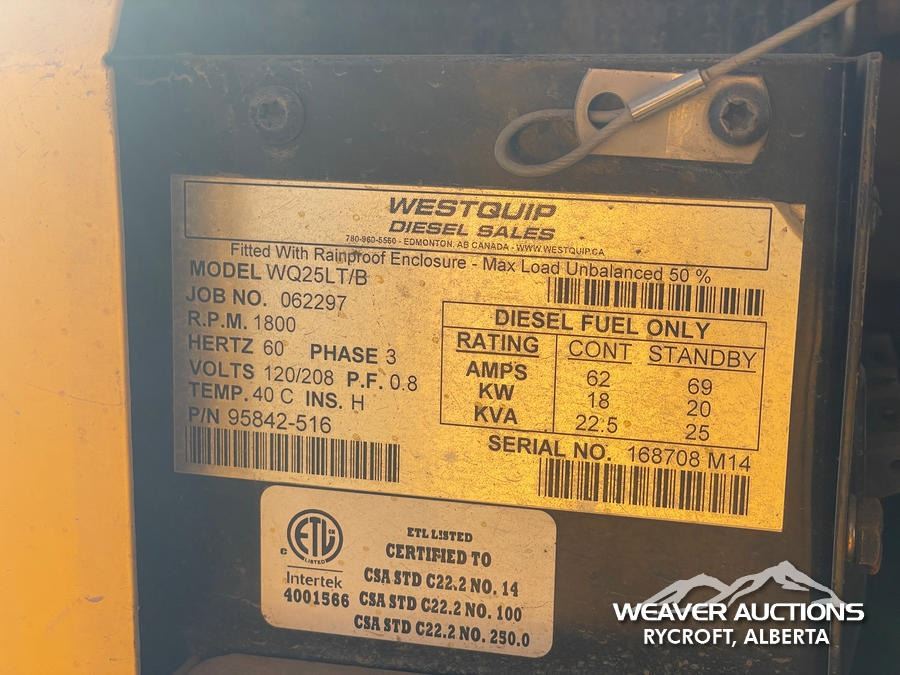 WESTQUIP
DIESEL SALES
780-960-5560 - EDMONTON, AB CANADA - WWW.WESTQUIP.CA
Fitted With Rainproof Enclosure - Max Load Unbalanced 50 %
MODEL WQ25LT/B
JOB NO. 062297
R.P.M. 1800
HERTZ 60 PHASE 3
VOLTS 120/208 P.F. 0.8
TEMP. 40 C INS. H
P/N 95842-516
DIESEL FUEL ONLY
RATING CONT STANDBY
AMPS 62 69
KW 18 20
KVA 22.5 25
SERIAL NO. 168708 M14
C ETL CM
LISTED
Intertek
4001566
ETL LISTED
CERTIFIED TO
CSA STD C22.2 NO. 14
CSA STD C22.2 NO. 100
CSA STD C22.2 NO. 250.0
WEAVER AUCTIONS
RYCROFT, ALBERTA